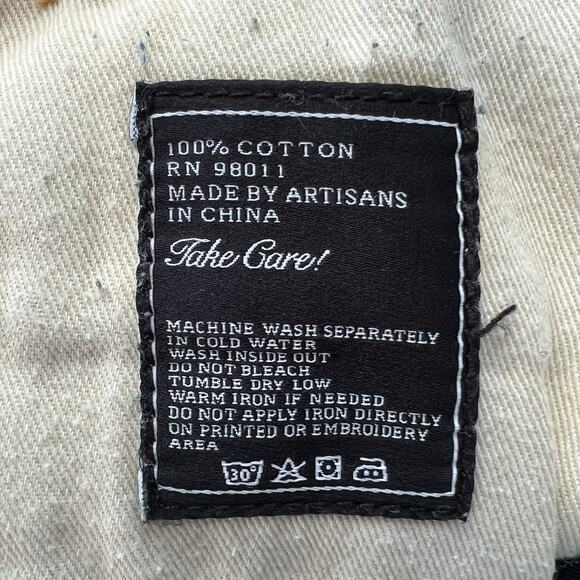 100% COTTON
RN 98011
MADE BY ARTISANS
IN CHINA
Take Care!
MACHINE WASH SEPARATELY
IN COLD WATER
WASH INSIDE OUT
DO NOT BLEACH
TUMBLE DRY LOW
WARM IRON IF NEEDED
DO NOT APPLY IRON DIRECTLY
ON PRINTED OR EMBROIDERY
AREA
30°